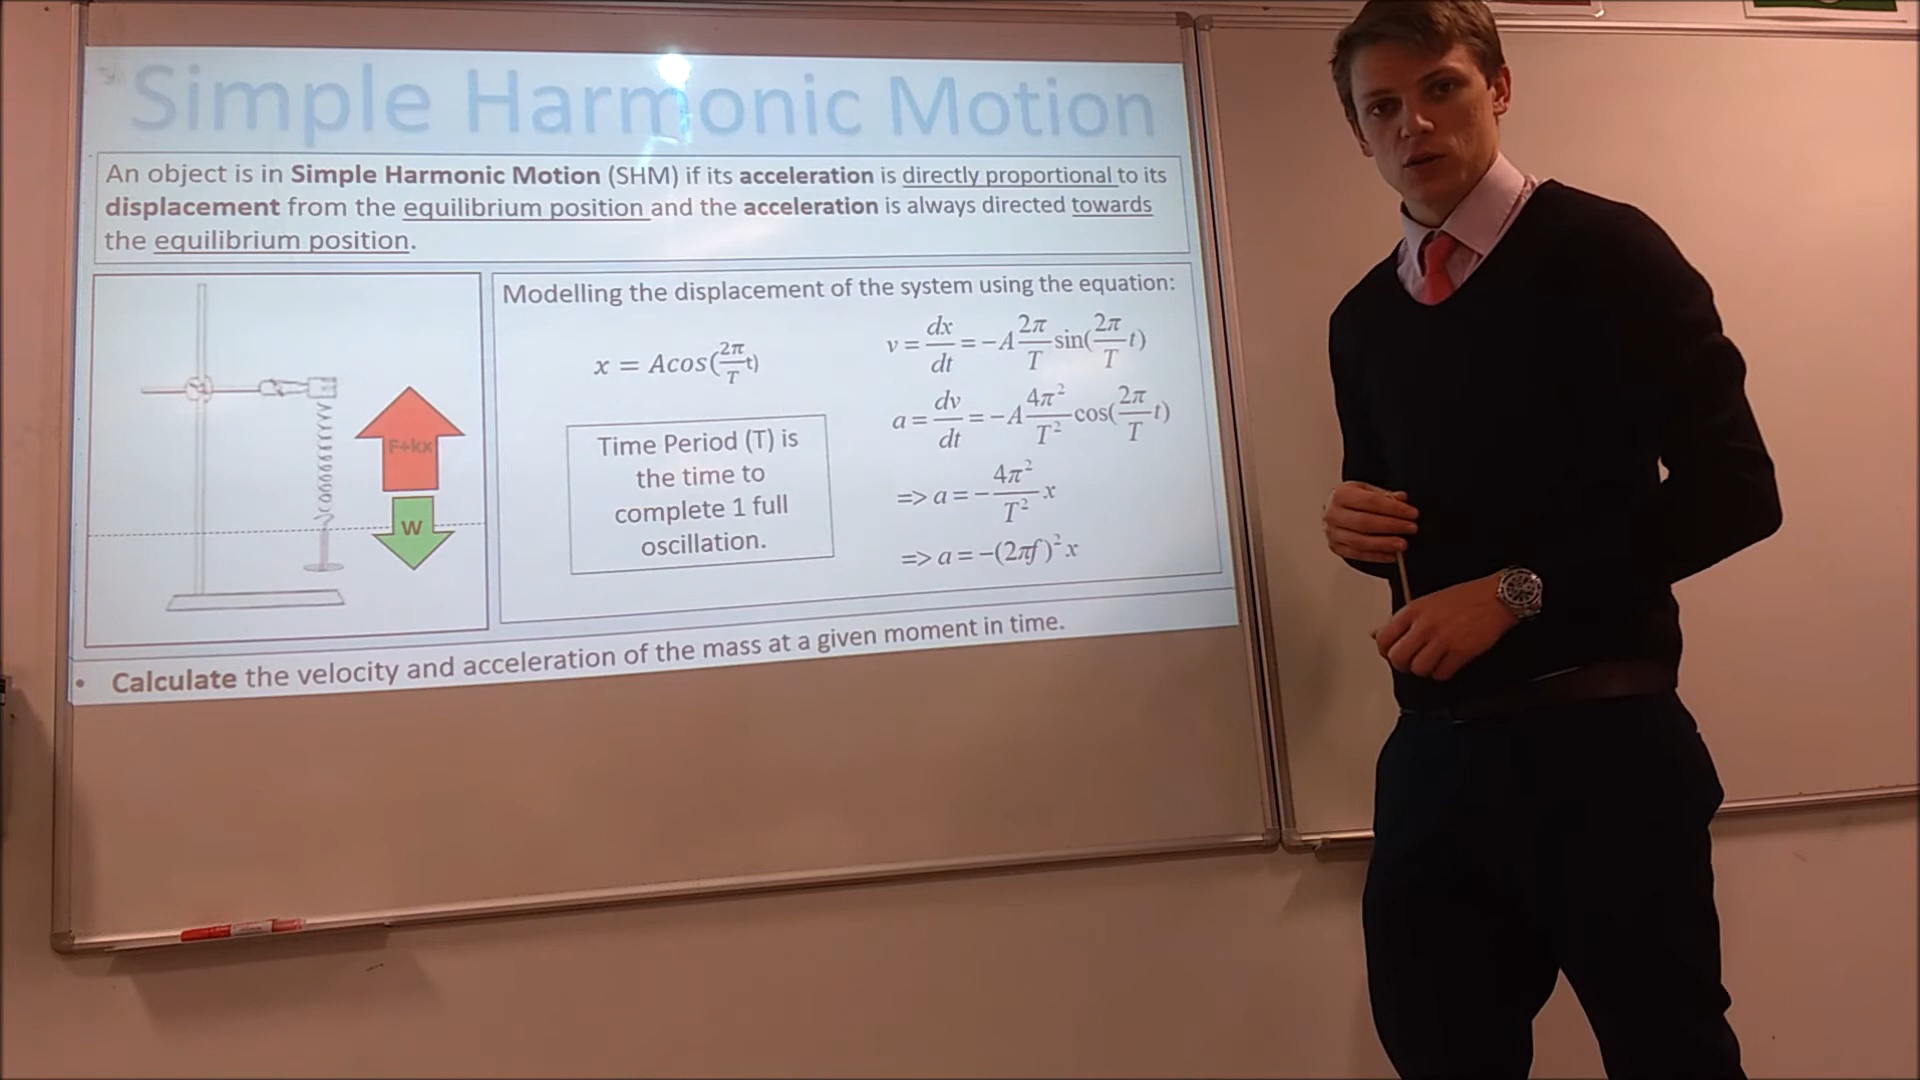 Simple Harmonic Motion
An object is in Simple Harmonic Motion (SHM) if its acceleration is directly proportional to its
displacement from the equilibrium position and the acceleration is always directed towards
the equilibrium position.
F=kx
W
Modelling the displacement of the system using the equation:
x = Acos(2π/T t)
Time Period (T) is
the time to
complete 1 full
oscillation.
v = dx/dt = −A 2π/T sin(2π/T t)
a = dv/dt = −A 4π²/T² cos(2π/T t)
=> a = − 4π²/T² x
=> a = −(2πf)² x
• Calculate the velocity and acceleration of the mass at a given moment in time.